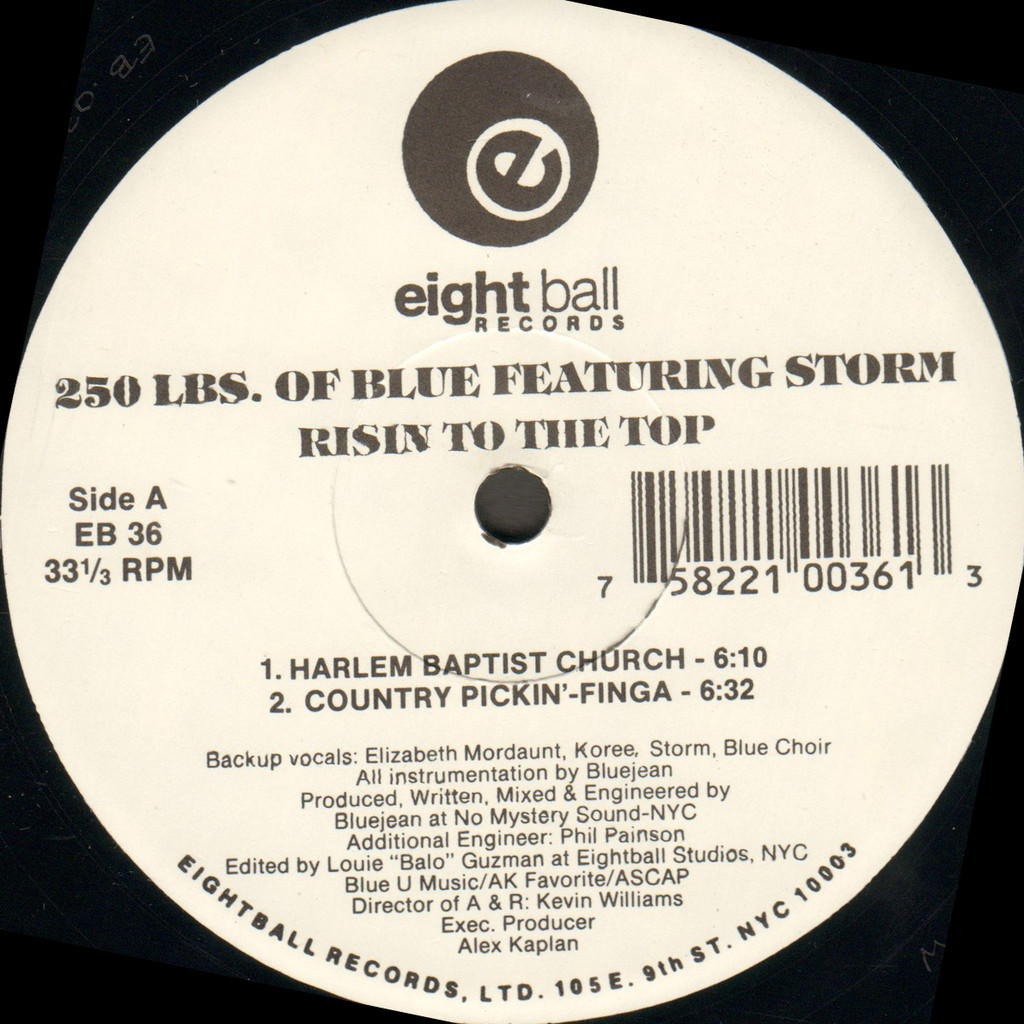 e
eight ball
RECORDS
250 LBS. OF BLUE FEATURING STORM
RISIN TO THE TOP
Side A
EB 36
33 1/3 RPM
7 58221 00361 3
1. HARLEM BAPTIST CHURCH - 6:10
2. COUNTRY PICKIN'-FINGA - 6:32
Backup vocals: Elizabeth Mordaunt, Koree, Storm, Blue Choir
All instrumentation by Bluejean
Produced, Written, Mixed & Engineered by
Bluejean at No Mystery Sound-NYC
Additional Engineer: Phil Painson
Edited by Louie "Balo" Guzman at Eightball Studios, NYC
Blue U Music/AK Favorite/ASCAP
Director of A & R: Kevin Williams
Exec. Producer
Alex Kaplan
EIGHTBALL RECORDS, LTD. 105 E. 9th ST. NYC 10003